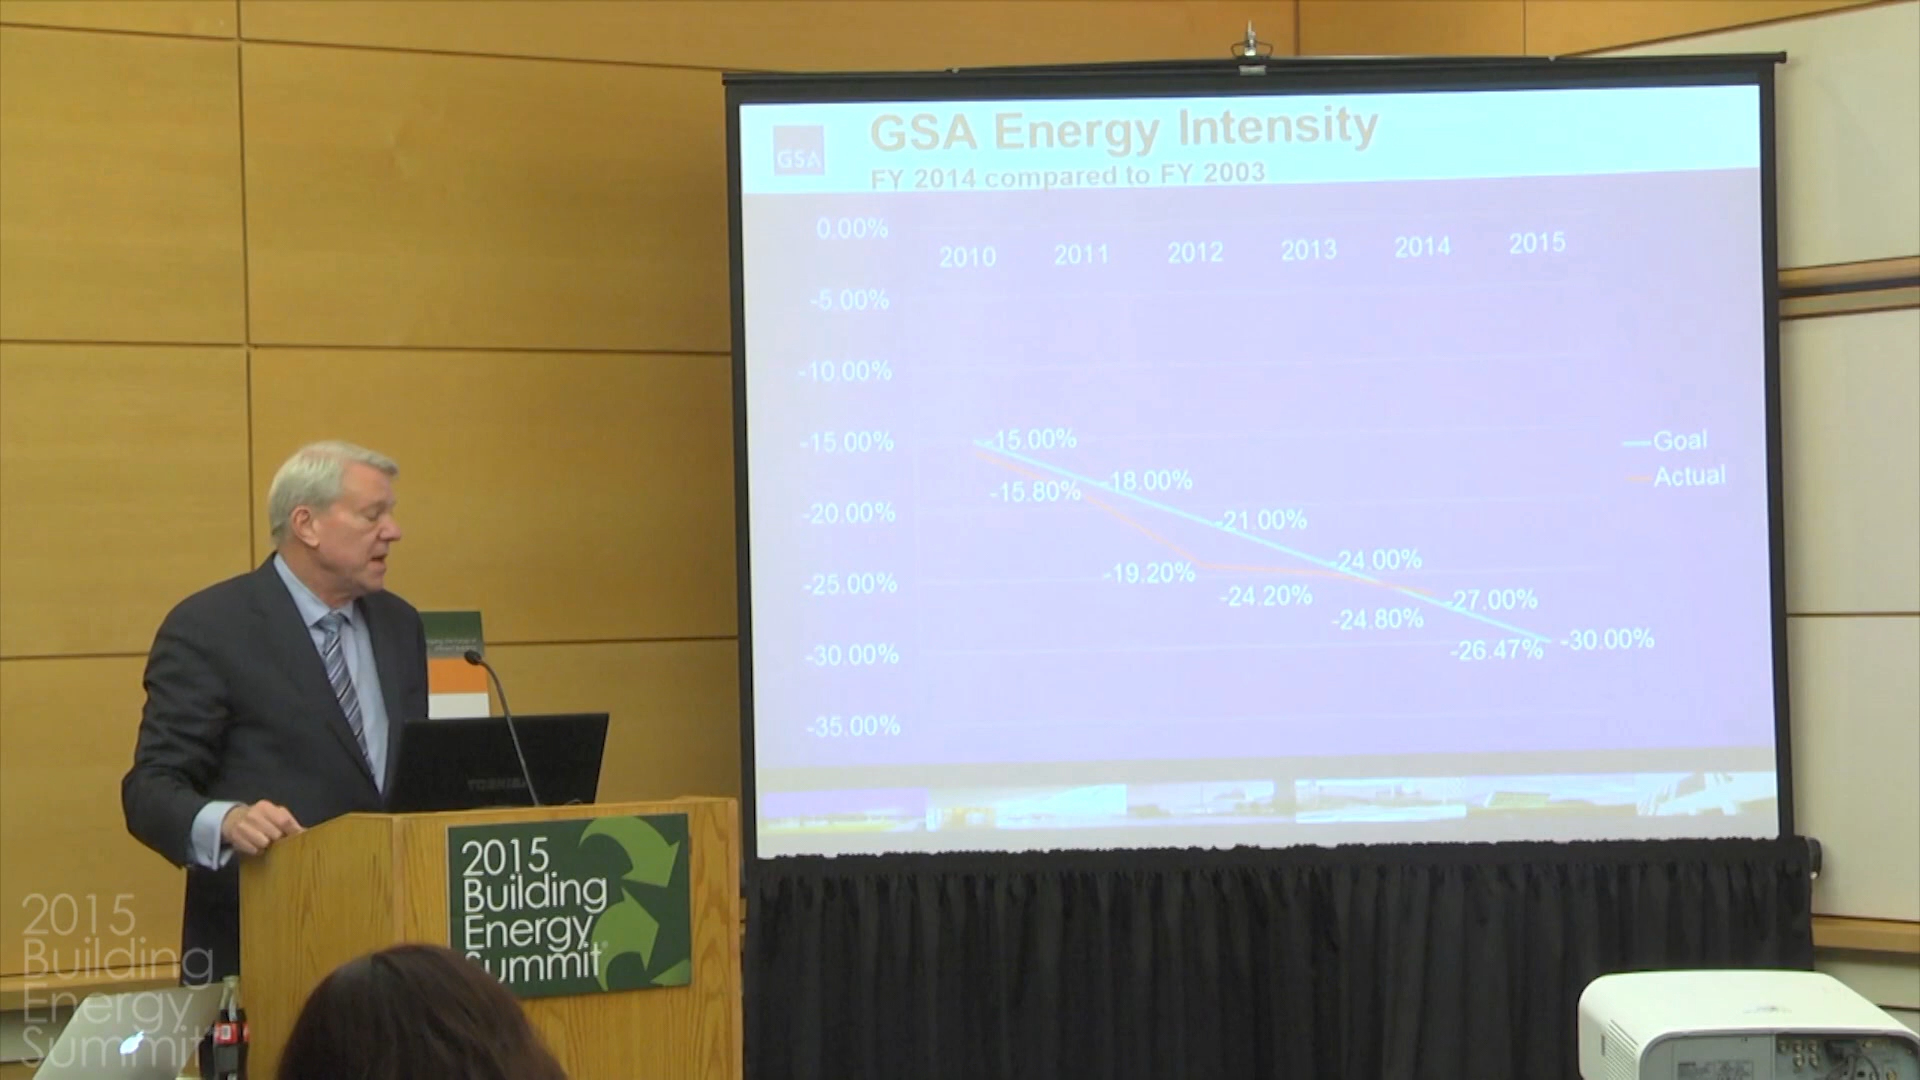 GSA
GSA Energy Intensity
FY 2014 compared to FY 2003
0.00%
2010 2011 2012 2013 2014 2015
-5.00%
-10.00%
-15.00%
-20.00%
-25.00%
-30.00%
-35.00%
-15.00%
-18.00%
-21.00%
-24.00%
-27.00%
-30.00%
-15.80%
-19.20%
-24.20%
-24.80%
-26.47%
Goal
Actual
TOSHIBA
2015
Building
Energy
Summit
2015
Building
Energy
Summit